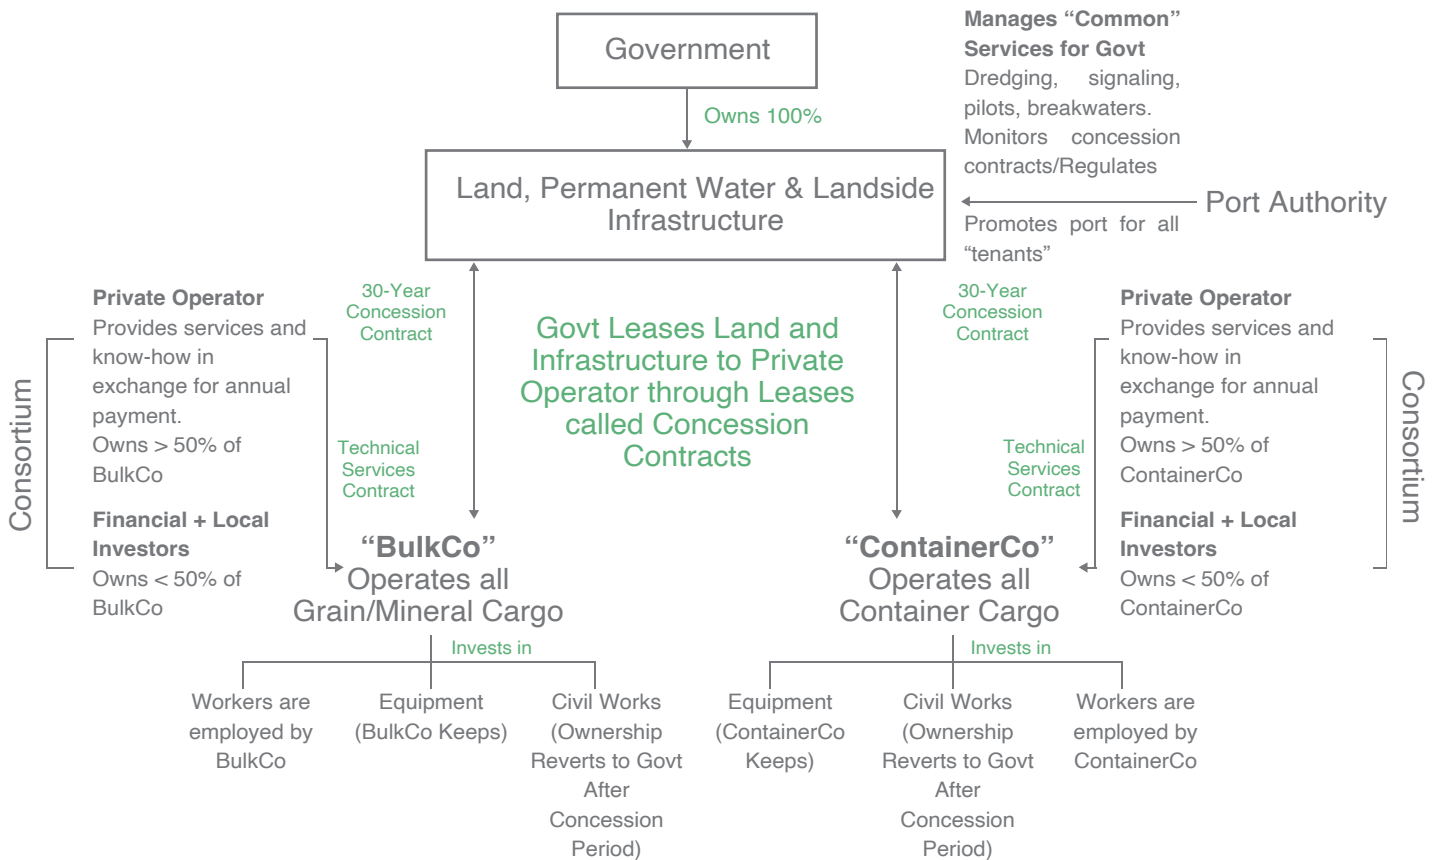 Government
Owns 100%
Manages “Common”
Services for Govt
Dredging, signaling,
pilots, breakwaters.
Monitors concession
contracts/Regulates
Land, Permanent Water & Landside
Infrastructure
Port Authority
Promotes port for all
“tenants”
Consortium
Private Operator
Provides services and
know-how in
exchange for annual
payment.
Owns > 50% of
BulkCo
Financial + Local
Investors
Owns < 50% of
BulkCo
30-Year
Concession
Contract
Technical
Services
Contract
Govt Leases Land and
Infrastructure to Private
Operator through Leases
called Concession
Contracts
30-Year
Concession
Contract
Technical
Services
Contract
Private Operator
Provides services and
know-how in
exchange for annual
payment.
Owns > 50% of
ContainerCo
Financial + Local
Investors
Owns < 50% of
ContainerCo
Consortium
“BulkCo”
Operates all
Grain/Mineral Cargo
Invests in
Workers are
employed by
BulkCo
Equipment
(BulkCo Keeps)
Civil Works
(Ownership
Reverts to Govt
After
Concession
Period)
“ContainerCo”
Operates all
Container Cargo
Invests in
Equipment
(ContainerCo
Keeps)
Civil Works
(Ownership
Reverts to Govt
After
Concession
Period)
Workers are
employed by
ContainerCo